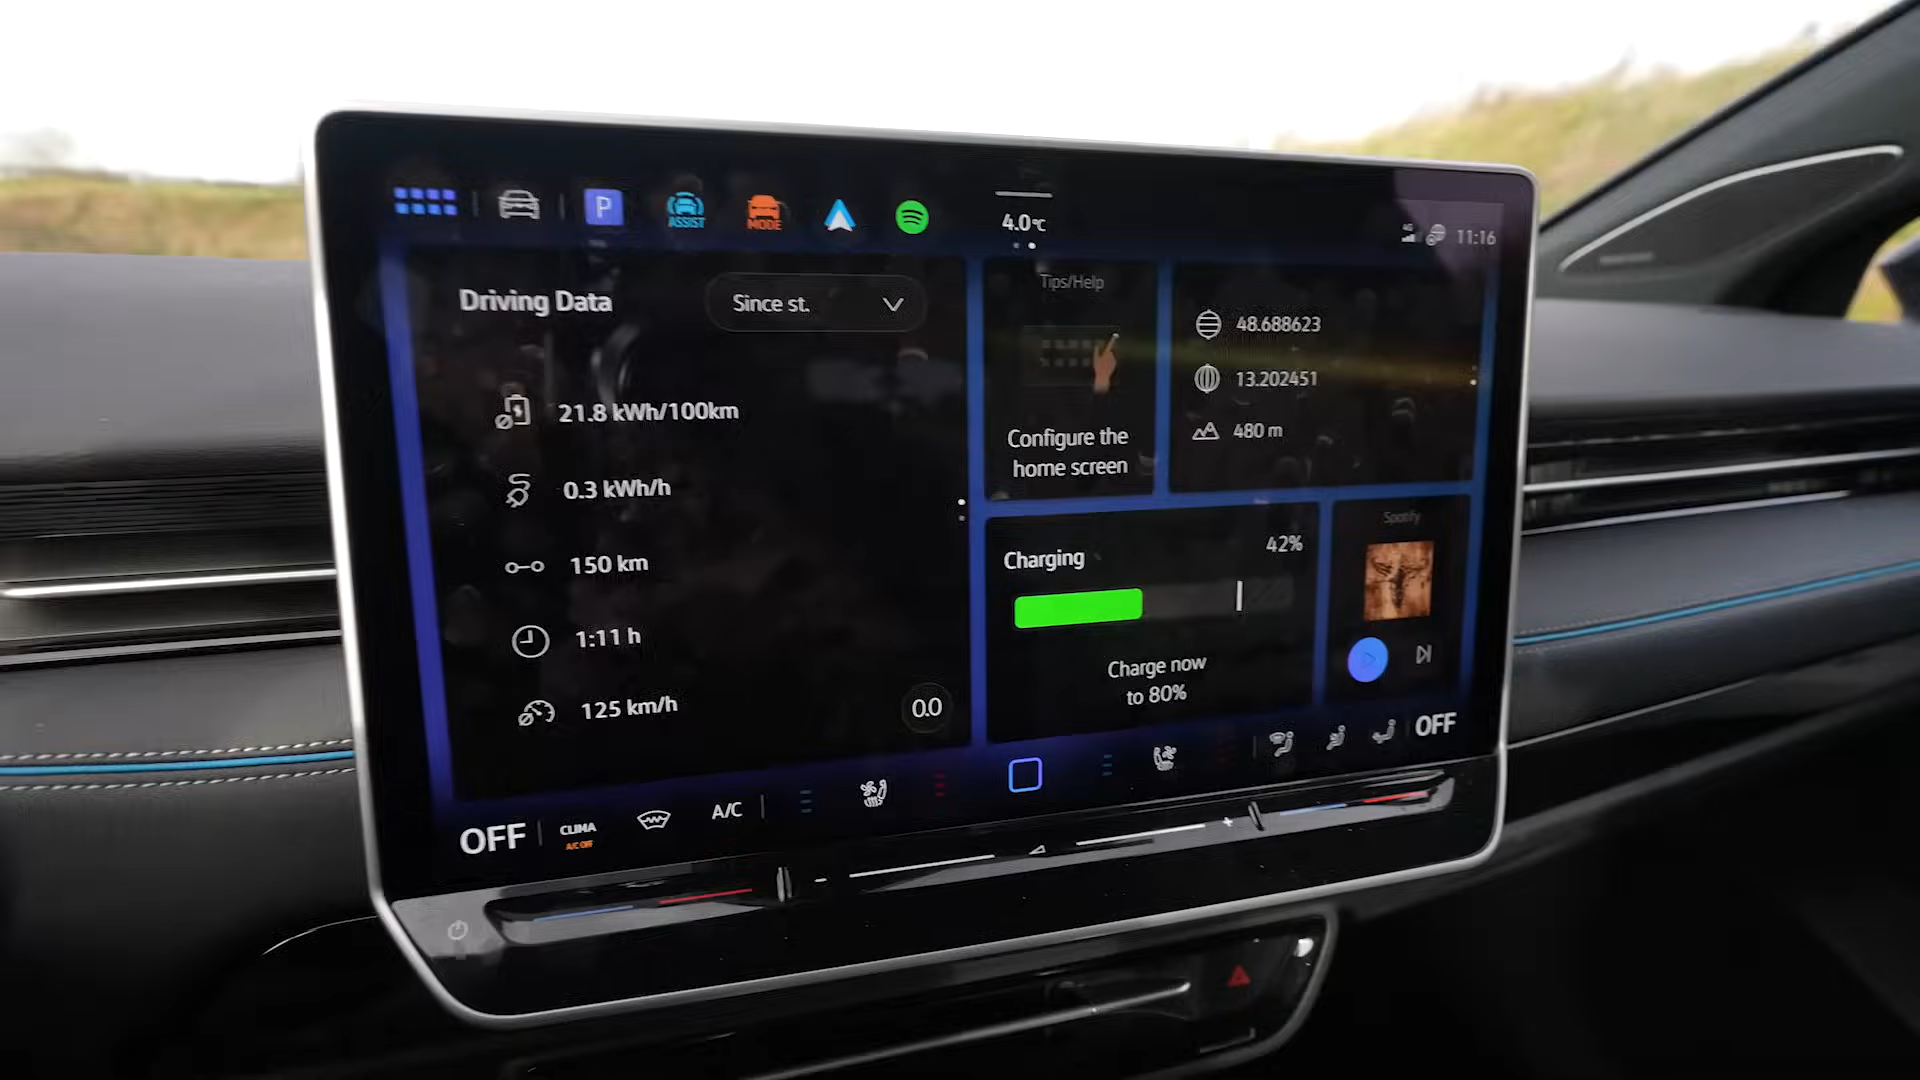 P
ASSIST
MODE
4.0°C
4G
11:16
Driving Data
Since st.
21.8 kWh/100km
0.3 kWh/h
150 km
1:11 h
125 km/h
0.0
Tips/Help
Configure the
home screen
48.688623
13.202451
480 m
Charging
42%
Charge now
to 80%
Spotify
OFF
CLIMA
A/C OFF
A/C
OFF
- +